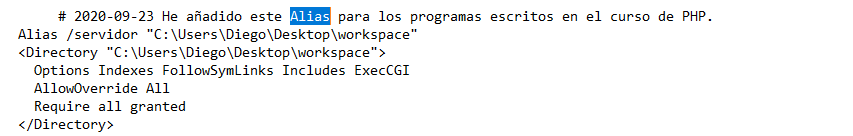 # 2020-09-23 He añadido este Alias para los programas escritos en el curso de PHP.
Alias /servidor "C:\Users\Diego\Desktop\workspace"
<Directory "C:\Users\Diego\Desktop\workspace">
Options Indexes FollowSymLinks Includes ExecCGI
AllowOverride All
Require all granted
</Directory>